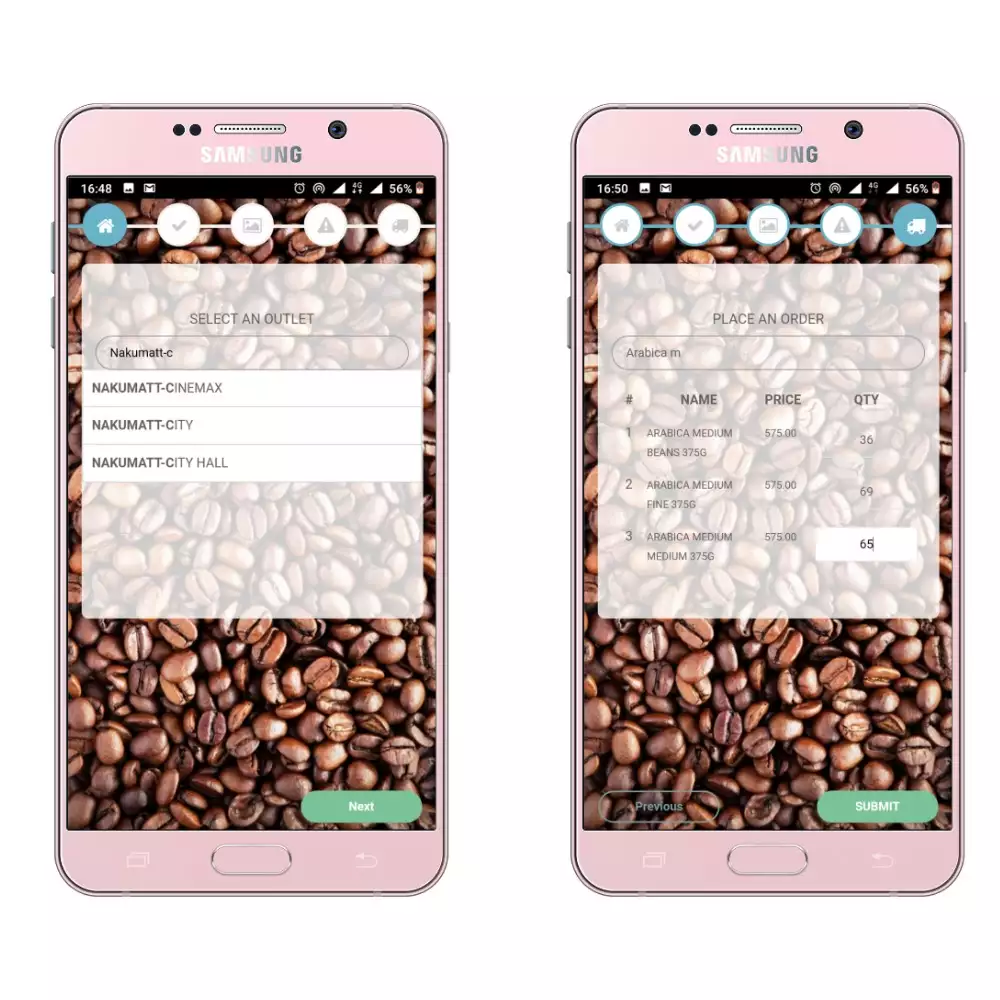 SAMSUNG
16:48 4G 56%
SELECT AN OUTLET
Nakumatt-c
NAKUMATT-CINEMAX
NAKUMATT-CITY
NAKUMATT-CITY HALL
Next
SAMSUNG
16:50 4G 56%
PLACE AN ORDER
Arabica m
# NAME PRICE QTY
1 ARABICA MEDIUM 575.00 36
BEANS 375G
2 ARABICA MEDIUM 575.00 69
FINE 375G
3 ARABICA MEDIUM 575.00 65
MEDIUM 375G
Previous SUBMIT